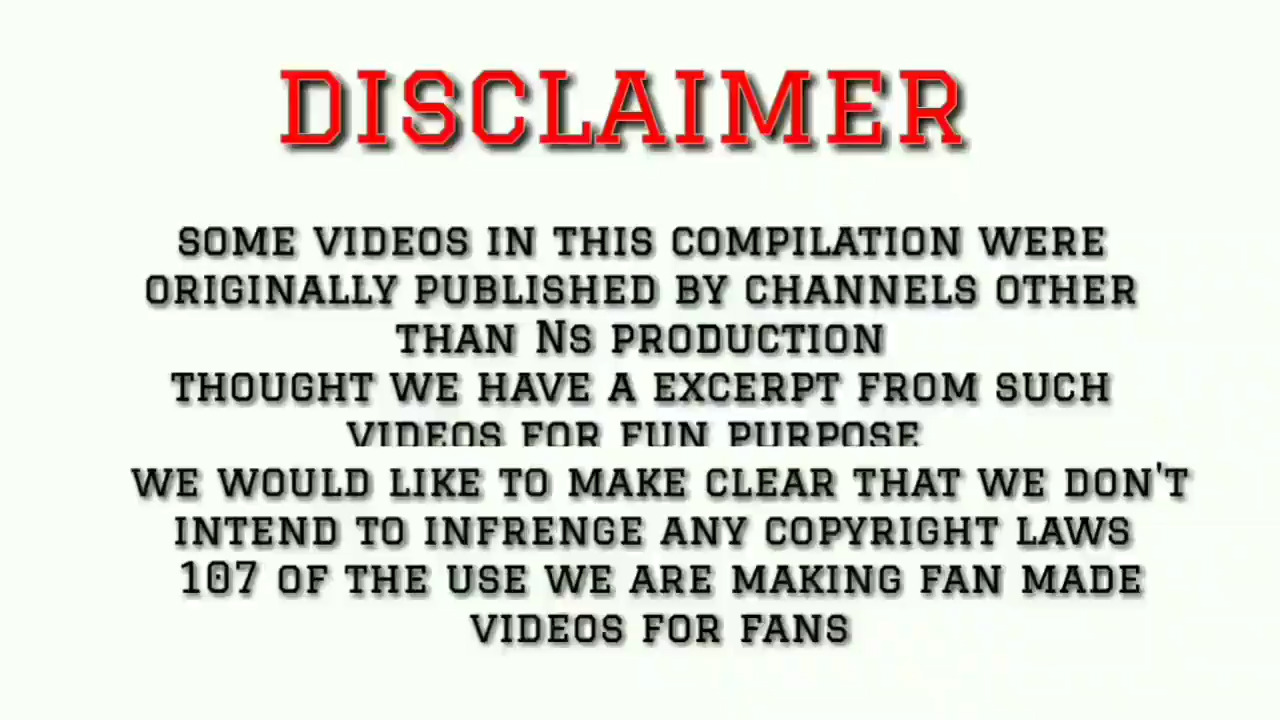 DISCLAIMER
SOME VIDEOS IN THIS COMPILATION WERE
ORIGINALLY PUBLISHED BY CHANNELS OTHER
THAN NS PRODUCTION
THOUGHT WE HAVE A EXCERPT FROM SUCH
VIDEOS FOR FUN PURPOSE
WE WOULD LIKE TO MAKE CLEAR THAT WE DON'T
INTEND TO INFRENGE ANY COPYRIGHT LAWS
107 OF THE USE WE ARE MAKING FAN MADE
VIDEOS FOR FANS